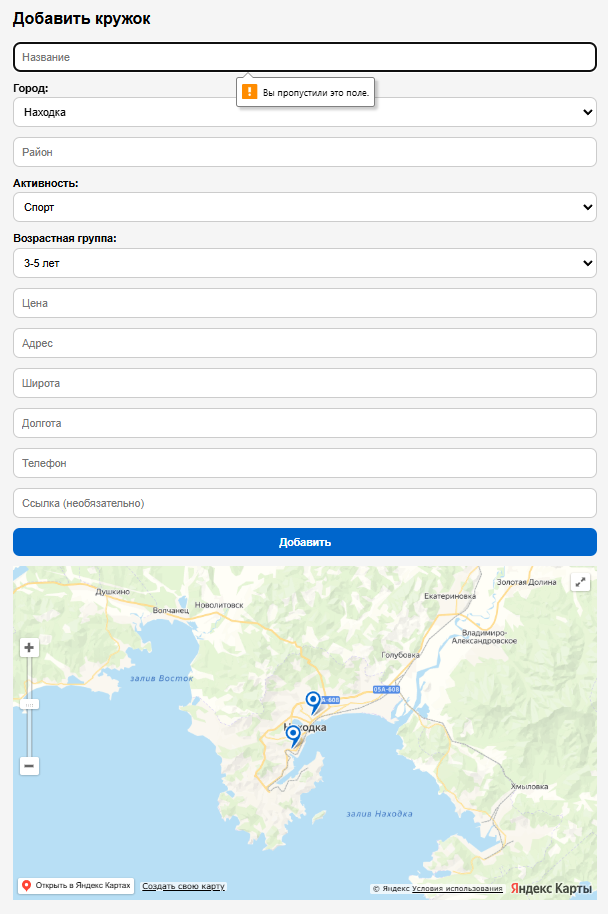 Добавить кружок
Название
Вы пропустили это поле.
Город:
Находка
Район
Активность:
Спорт
Возрастная группа:
3-5 лет
Цена
Адрес
Широта
Долгота
Телефон
Ссылка (необязательно)
Добавить
Золотая Долина
Душкино
Екатериновка
Волчанец
Новолитовск
Владимиро-
Александровское
Голубовка
залив Восток
05А-608
А-608
Находка
Хмыловка
залив Находка
Открыть в Яндекс Картах
Создать свою карту
© Яндекс Условия использования
Яндекс Карты